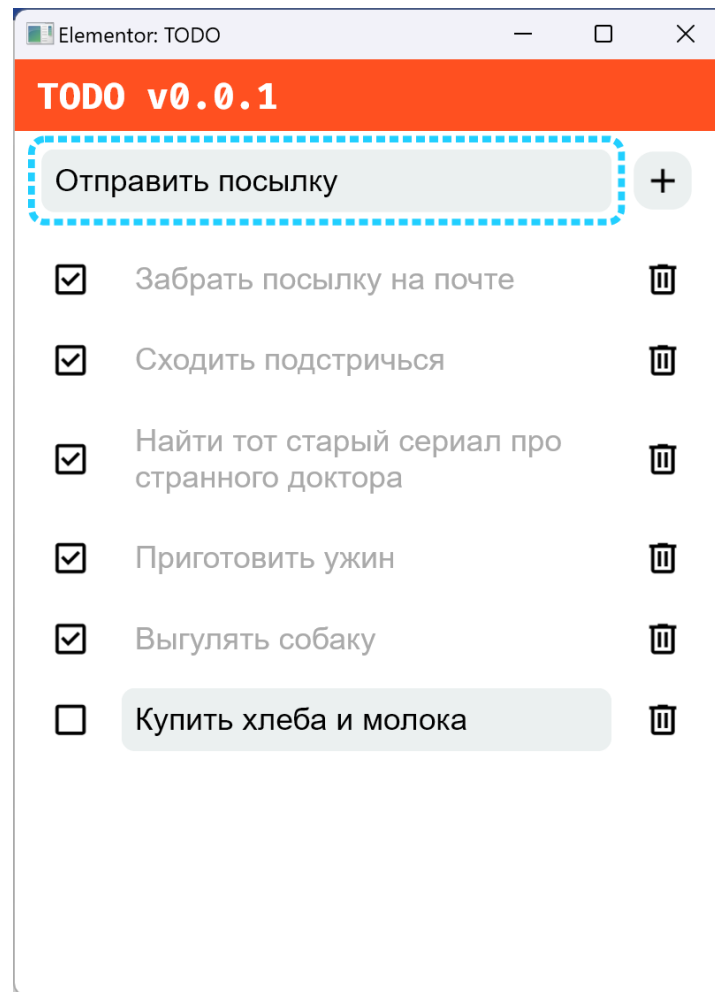 Elementor: TODO
TODO v0.0.1
Отправить посылку
Забрать посылку на почте
Сходить подстричься
Найти тот старый сериал про
странного доктора
Приготовить ужин
Выгулять собаку
Купить хлеба и молока